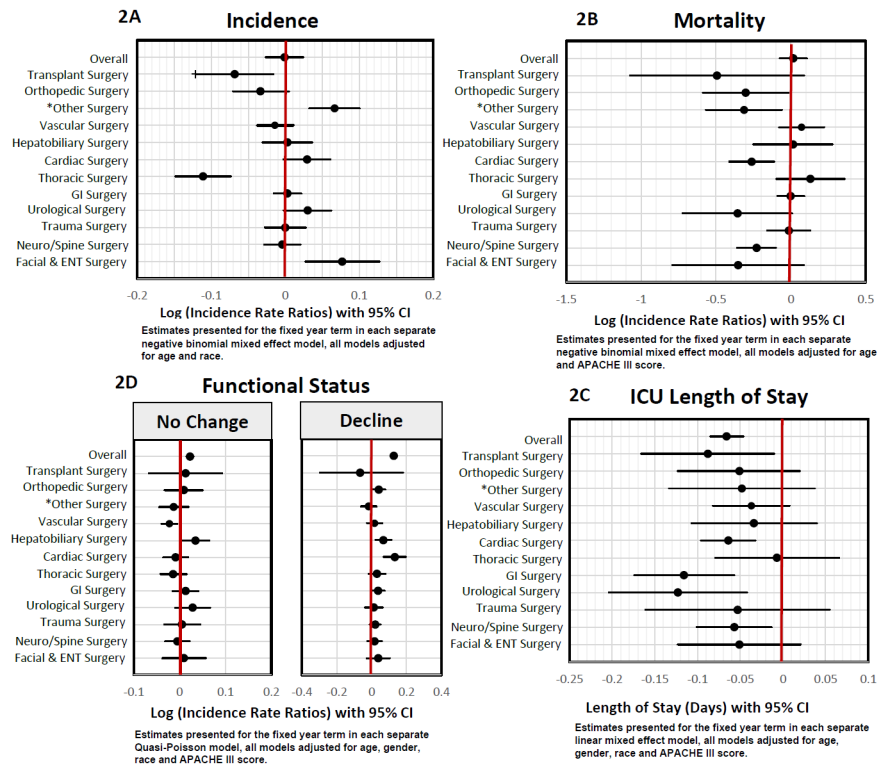 2A Incidence
Overall
Transplant Surgery
Orthopedic Surgery
*Other Surgery
Vascular Surgery
Hepatobiliary Surgery
Cardiac Surgery
Thoracic Surgery
GI Surgery
Urological Surgery
Trauma Surgery
Neuro/Spine Surgery
Facial & ENT Surgery
-0.2 -0.1 0 0.1 0.2
Log (Incidence Rate Ratios) with 95% CI
Estimates presented for the fixed year term in each separate
negative binomial mixed effect model, all models adjusted
for age and race.
2B Mortality
Overall
Transplant Surgery
Orthopedic Surgery
*Other Surgery
Vascular Surgery
Hepatobiliary Surgery
Cardiac Surgery
Thoracic Surgery
GI Surgery
Urological Surgery
Trauma Surgery
Neuro/Spine Surgery
Facial & ENT Surgery
-1.5 -1 -0.5 0 0.5
Log (Incidence Rate Ratios) with 95% CI
Estimates presented for the fixed year term in each separate
negative binomial mixed effect model, all models adjusted for age
and APACHE III score.
2D Functional Status
No Change Decline
Overall
Transplant Surgery
Orthopedic Surgery
*Other Surgery
Vascular Surgery
Hepatobiliary Surgery
Cardiac Surgery
Thoracic Surgery
GI Surgery
Urological Surgery
Trauma Surgery
Neuro/Spine Surgery
Facial & ENT Surgery
-0.1 0 0.1 0.2 -0.4 -0.2 0 0.2 0.4
Log (Incidence Rate Ratios) with 95% CI
Estimates presented for the fixed year term in each separate
Quasi-Poisson model, all models adjusted for age, gender,
race and APACHE III score.
2C ICU Length of Stay
Overall
Transplant Surgery
Orthopedic Surgery
*Other Surgery
Vascular Surgery
Hepatobiliary Surgery
Cardiac Surgery
Thoracic Surgery
GI Surgery
Urological Surgery
Trauma Surgery
Neuro/Spine Surgery
Facial & ENT Surgery
-0.25 -0.2 -0.15 -0.1 -0.05 0 0.05 0.1
Length of Stay (Days) with 95% CI
Estimates presented for the fixed year term in each separate
linear mixed effect model, all models adjusted for age,
gender, race and APACHE III score.